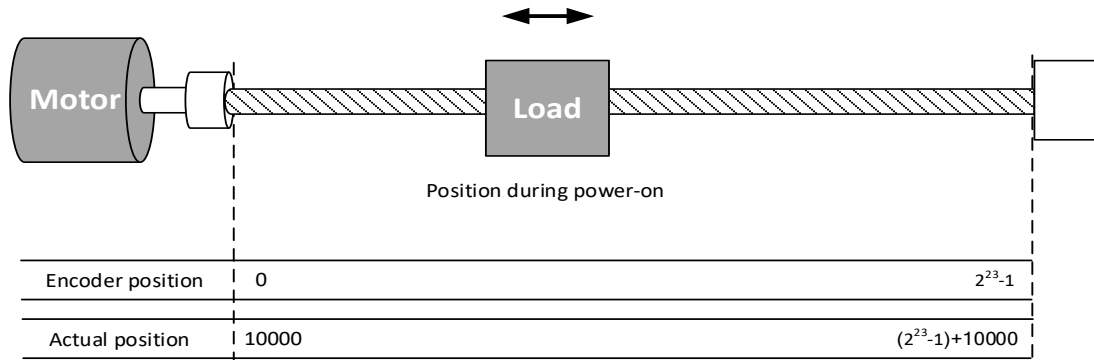 Motor
Load
Position during power-on
Encoder position 0 2²³-1
Actual position 10000 (2²³-1)+10000